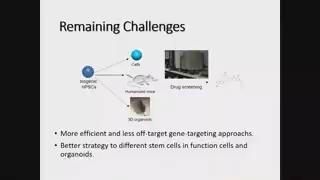 Remaining Challenges
Cells
Isogenic
hiPSCs
Humanized mice
Drug screening
3D organoids
• More efficient and less off-target gene-targeting approachs.
• Better strategy to different stem cells in function cells and
organoids.